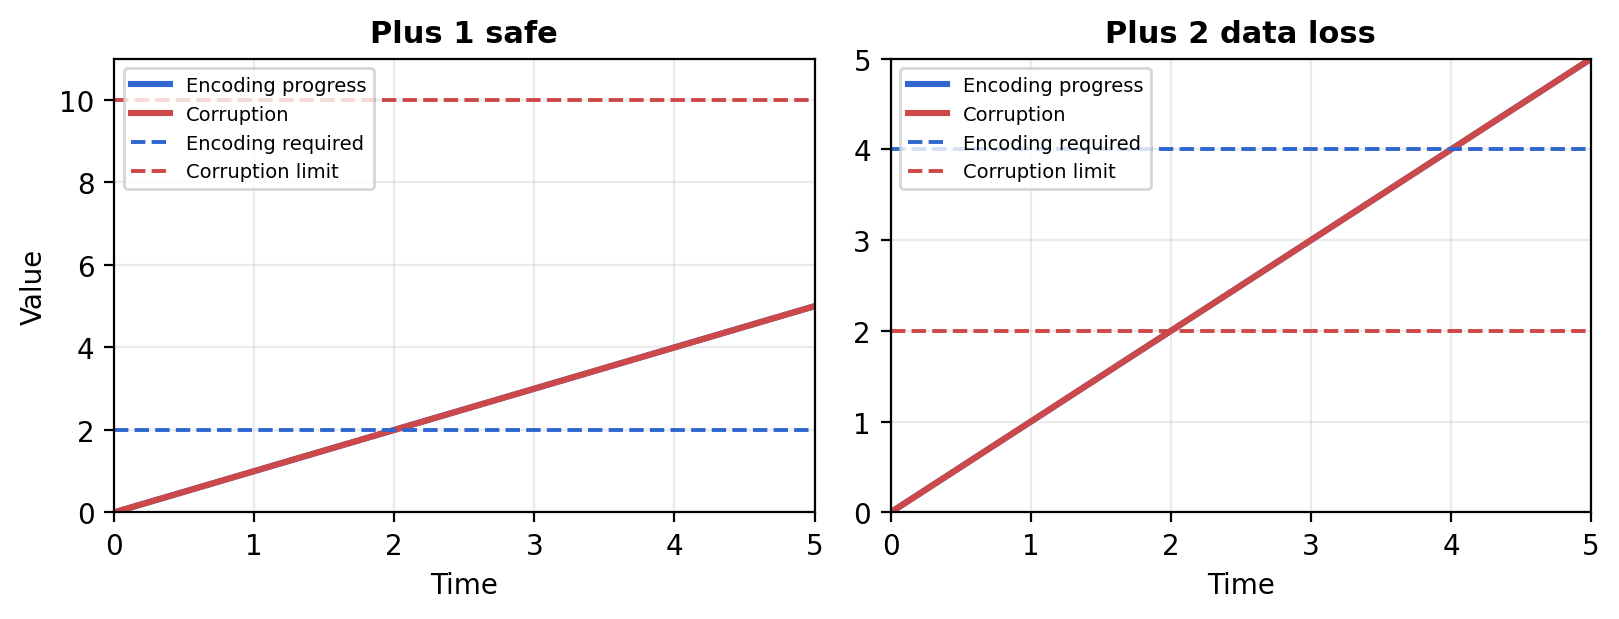 Plus 1 safe
Encoding progress
Corruption
Encoding required
Corruption limit
10
8
6
4
2
0
Value
0 1 2 3 4 5
Time
Plus 2 data loss
Encoding progress
Corruption
Encoding required
Corruption limit
5
4
3
2
1
0
0 1 2 3 4 5
Time